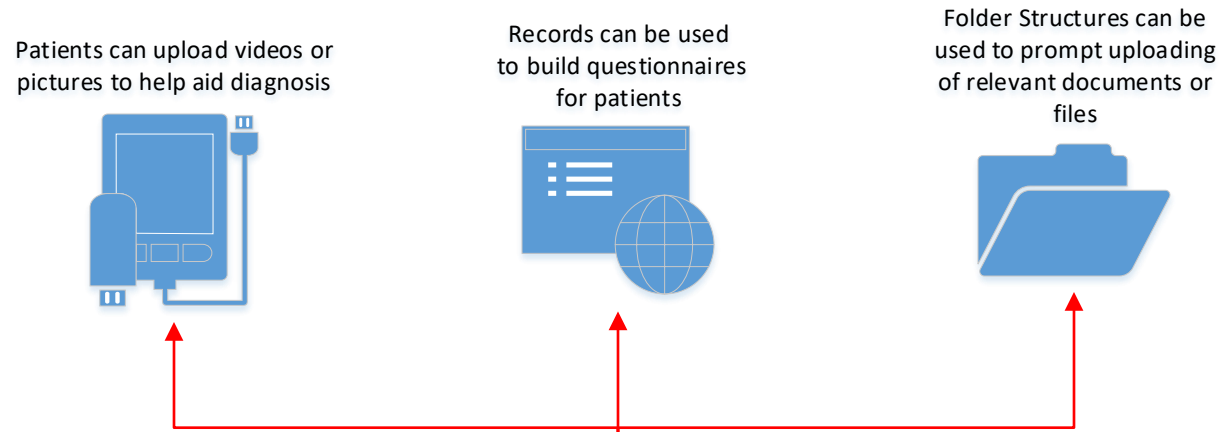 Patients can upload videos or
pictures to help aid diagnosis
Records can be used
to build questionnaires
for patients
Folder Structures can be
used to prompt uploading
of relevant documents or
files